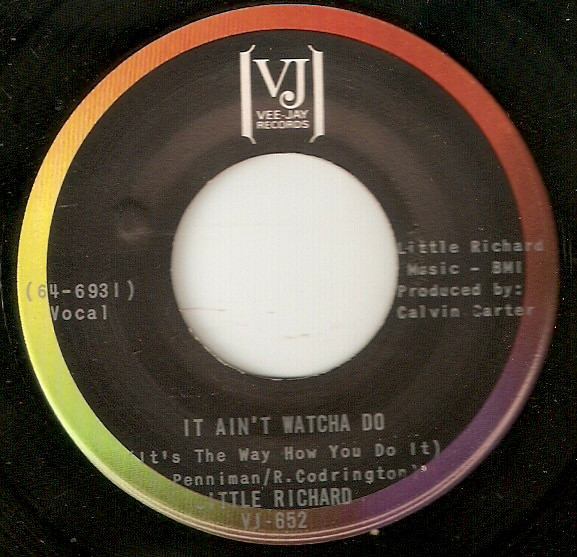 VJ
VEE-JAY
RECORDS
Little Richard
Music - BMI
Produced by:
Calvin Carter
(64-6931)
Vocal
IT AIN'T WATCHA DO
(It's The Way How You Do It)
Penniman/R.Codrington)
LITTLE RICHARD
VJ-652